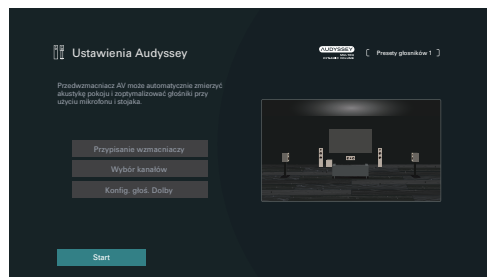 Ustawienia Audyssey
AUDYSSEY
[ Presety głosników 1 ]
Przedwzmacniacz AV może automatycznie zmierzyć
akustykę pokoju i zoptymalizować głośniki przy
użyciu mikrofonu i stojaka.
Przypisanie wzmacniaczy
Wybór kanałów
Konfig. głoś. Dolby
Start